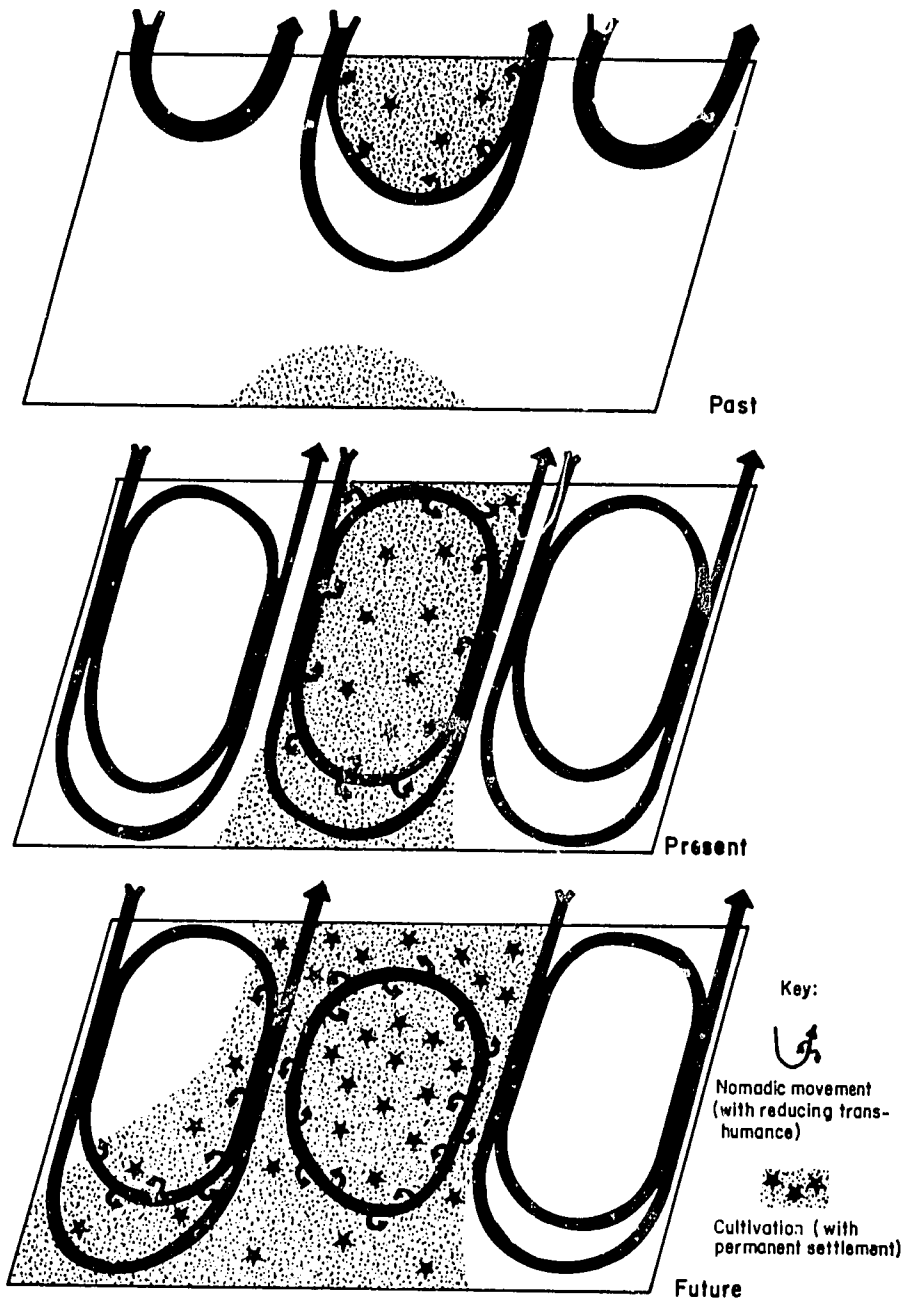 Past
Present
Key:
Nomadic movement
(with reducing trans-
humance)
Cultivation (with
permanent settlement)
Future